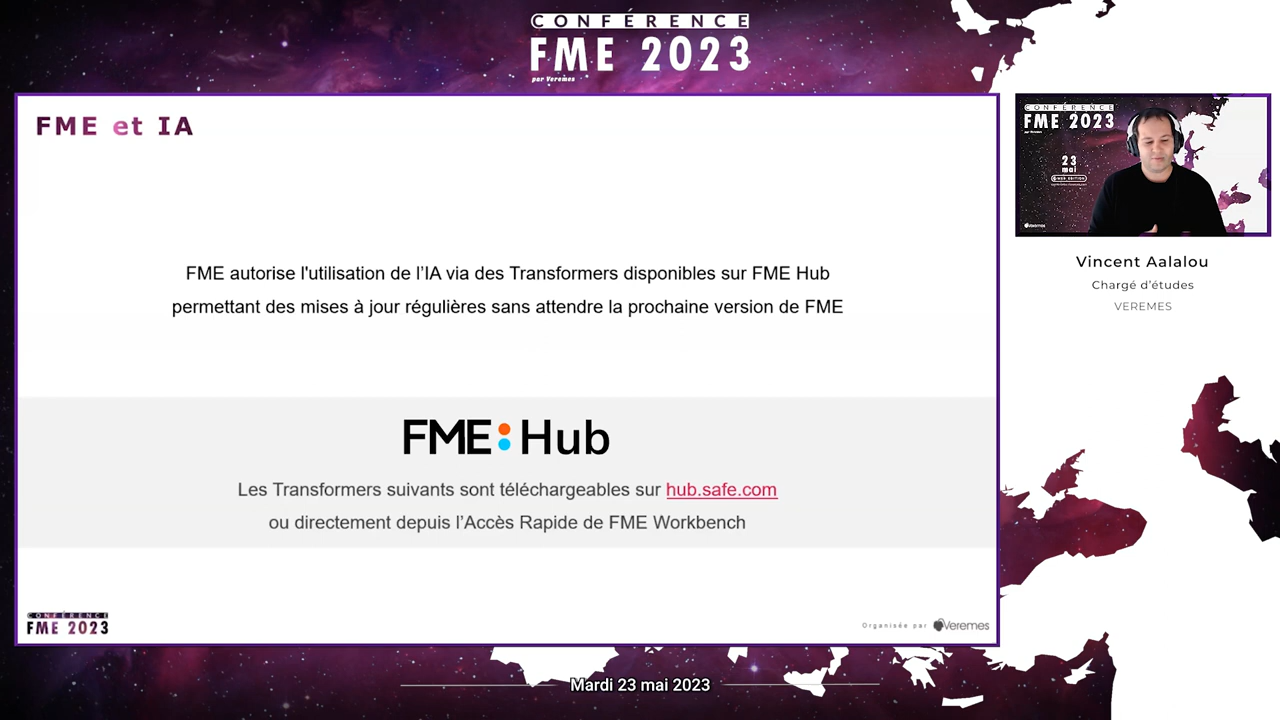 CONFÉRENCE
FME 2023
par Veremes
FME et IA
FME autorise l'utilisation de l'IA via des Transformers disponibles sur FME Hub
permettant des mises à jour régulières sans attendre la prochaine version de FME
FME Hub
Les Transformers suivants sont téléchargeables sur hub.safe.com
ou directement depuis l'Accès Rapide de FME Workbench
CONFÉRENCE
FME 2023
Organisée par Veremes
CONFÉRENCE
FME 2023
23
mai
Veremes
Vincent Aalalou
Chargé d'études
VEREMES
Mardi 23 mai 2023